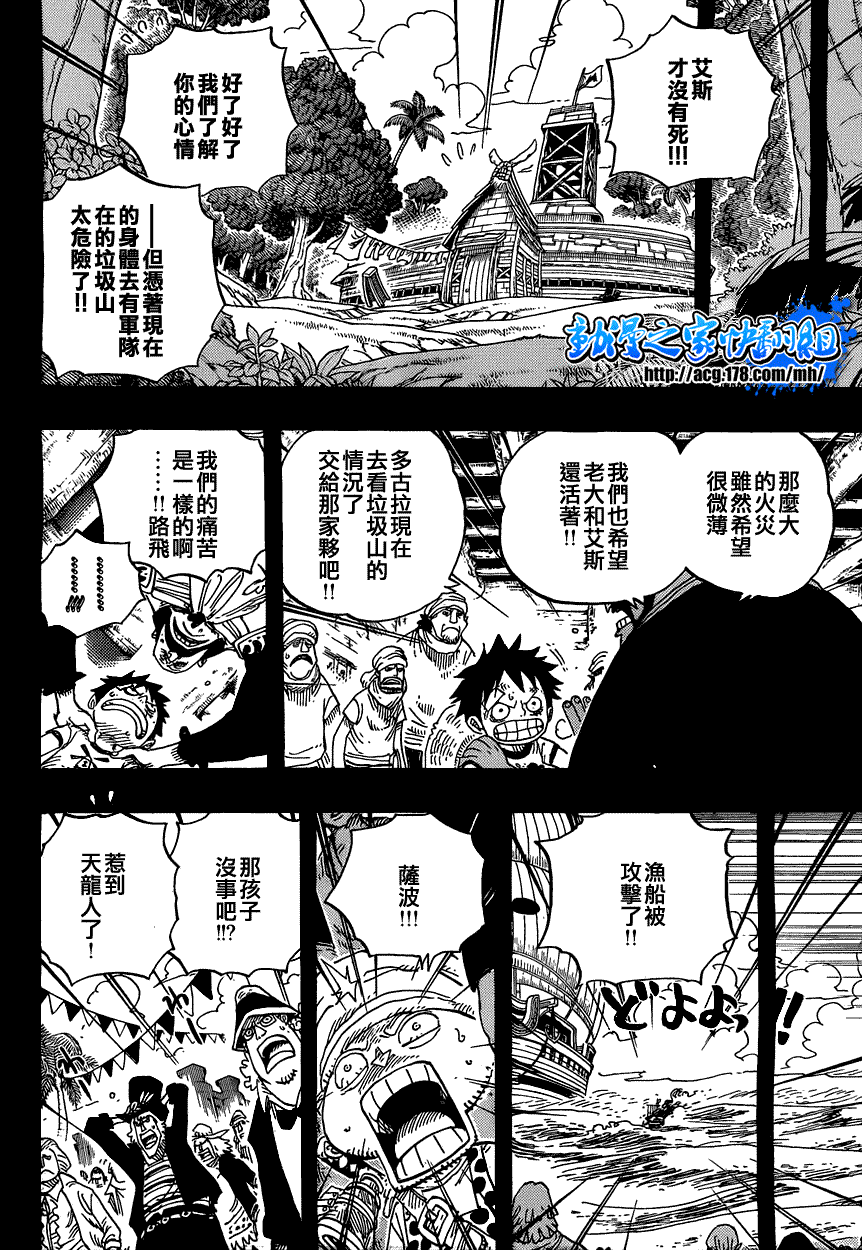 艾斯
才沒有死!!!
好了好了
我們了解
你的心情
——但憑著現在
的身體去有軍隊
在的垃圾山
太危險了!!
動漫之家快翻組
http://acg.178.com/mh/
那麼大
的火災
雖然希望
很微薄
我們也希望
老大和艾斯
還活著!!
多古拉現在
去看垃圾山的
情況了
交給那家夥吧!!
我們的痛苦
是一樣的啊
……!!路飛
………………!!!
漁船被
攻擊了!!
どよよっ!!
薩波!!!
那孩子
沒事吧!!?
惹到
天龍人了!